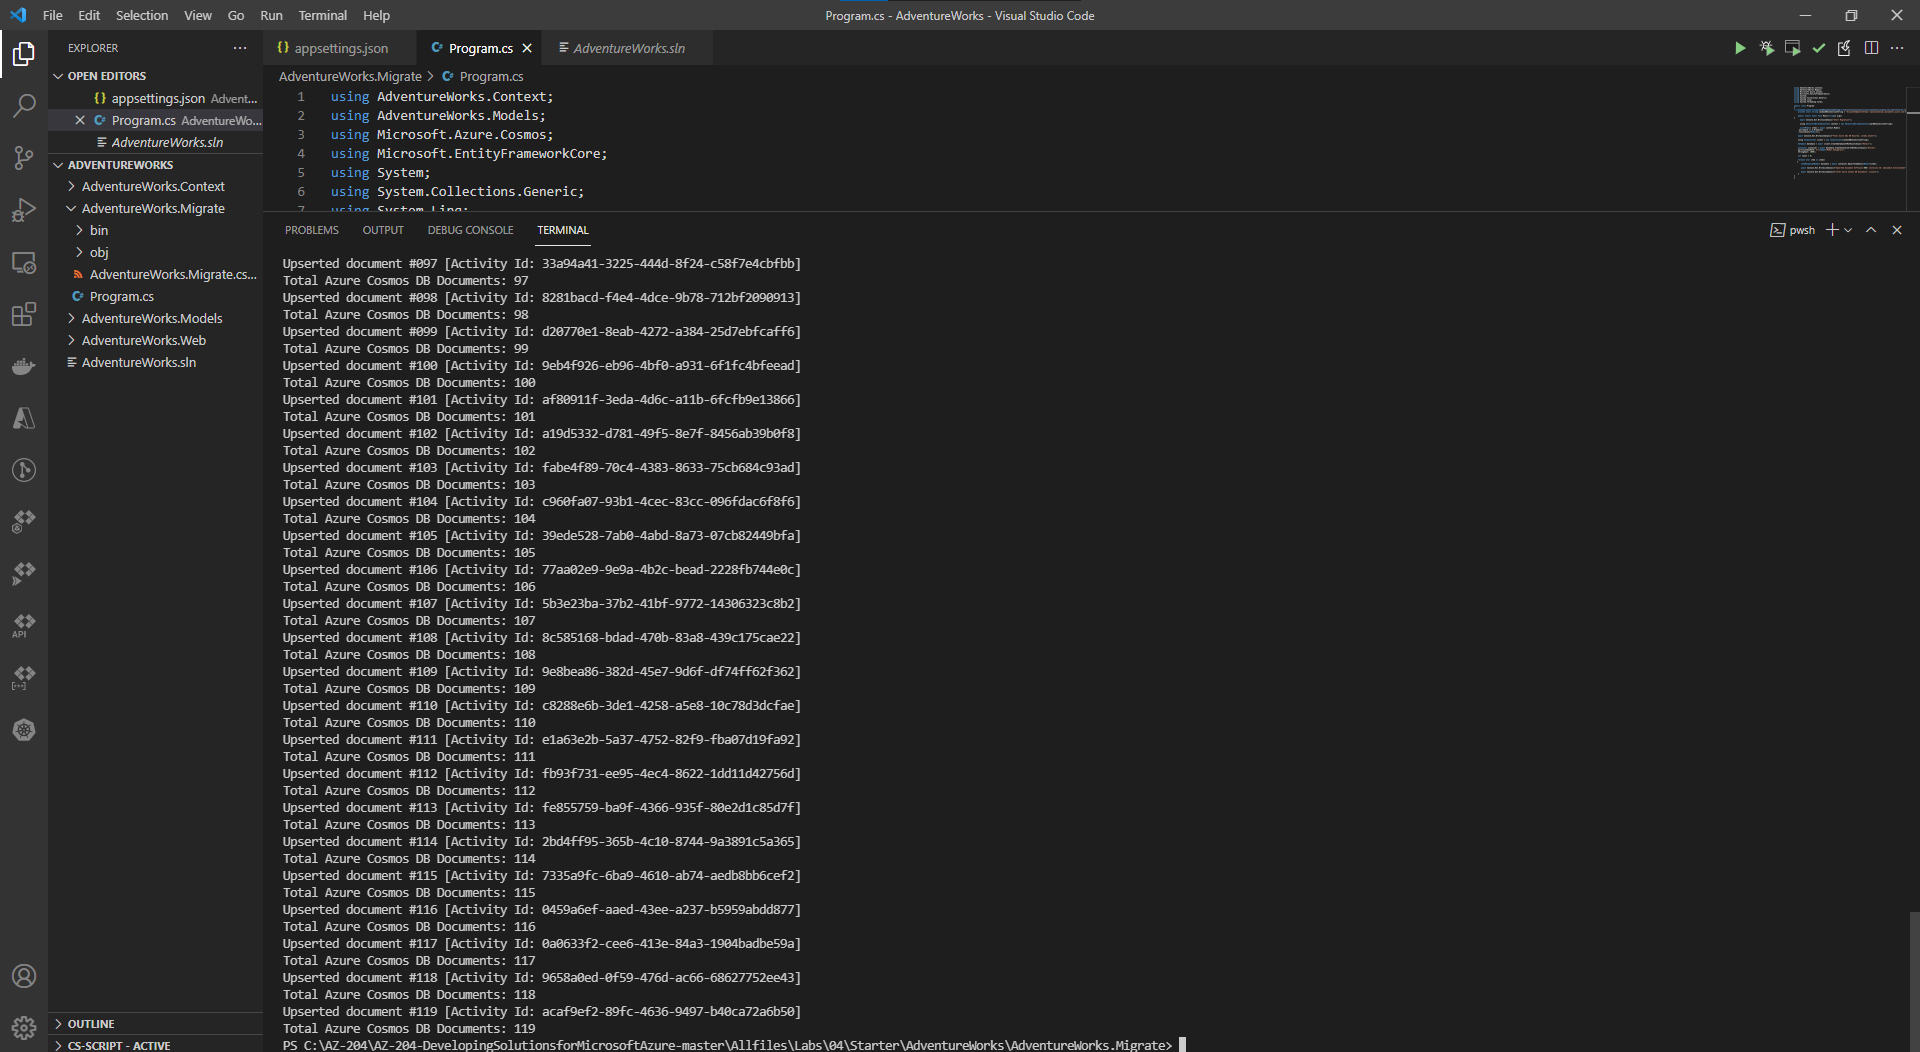 File Edit Selection View Go Run Terminal Help
Program.cs - AdventureWorks - Visual Studio Code
EXPLORER
OPEN EDITORS
{} appsettings.json Advent...
Program.cs AdventureWo...
AdventureWorks.sln
ADVENTUREWORKS
AdventureWorks.Context
AdventureWorks.Migrate
bin
obj
AdventureWorks.Migrate.cs...
C# Program.cs
AdventureWorks.Models
AdventureWorks.Web
AdventureWorks.sln
OUTLINE
CS-SCRIPT - ACTIVE
API
{} appsettings.json
C# Program.cs
AdventureWorks.sln
AdventureWorks.Migrate > C# Program.cs
1 using AdventureWorks.Context;
2 using AdventureWorks.Models;
3 using Microsoft.Azure.Cosmos;
4 using Microsoft.EntityFrameworkCore;
5 using System;
6 using System.Collections.Generic;
7 using System.Linq;
PROBLEMS OUTPUT DEBUG CONSOLE TERMINAL
pwsh
Upserted document #097 [Activity Id: 33a94a41-3225-444d-8f24-c58f7e4cbfbb]
Total Azure Cosmos DB Documents: 97
Upserted document #098 [Activity Id: 8281bacd-f4e4-4dce-9b78-712bf2090913]
Total Azure Cosmos DB Documents: 98
Upserted document #099 [Activity Id: d20770e1-8eab-4272-a384-25d7ebfcaff6]
Total Azure Cosmos DB Documents: 99
Upserted document #100 [Activity Id: 9eb4f926-eb96-4bf0-a931-6f1fc4bfeead]
Total Azure Cosmos DB Documents: 100
Upserted document #101 [Activity Id: af80911f-3eda-4d6c-a11b-6fcfb9e13866]
Total Azure Cosmos DB Documents: 101
Upserted document #102 [Activity Id: a19d5332-d781-49f5-8e7f-8456ab39b0f8]
Total Azure Cosmos DB Documents: 102
Upserted document #103 [Activity Id: fabe4f89-70c4-4383-8633-75cb684c93ad]
Total Azure Cosmos DB Documents: 103
Upserted document #104 [Activity Id: c960fa07-93b1-4cec-83cc-096fdac6f8f6]
Total Azure Cosmos DB Documents: 104
Upserted document #105 [Activity Id: 39ede528-7ab0-4abd-8a73-07cb82449bfa]
Total Azure Cosmos DB Documents: 105
Upserted document #106 [Activity Id: 77aa02e9-9e9a-4b2c-bead-2228fb744e0c]
Total Azure Cosmos DB Documents: 106
Upserted document #107 [Activity Id: 5b3e23ba-37b2-41bf-9772-14306323c8b2]
Total Azure Cosmos DB Documents: 107
Upserted document #108 [Activity Id: 8c585168-bdad-470b-83a8-439c175cae22]
Total Azure Cosmos DB Documents: 108
Upserted document #109 [Activity Id: 9e8bea86-382d-45e7-9d6f-df74ff62f362]
Total Azure Cosmos DB Documents: 109
Upserted document #110 [Activity Id: c8288e6b-3de1-4258-a5e8-10c78d3dcfae]
Total Azure Cosmos DB Documents: 110
Upserted document #111 [Activity Id: e1a63e2b-5a37-4752-82f9-fba07d19fa92]
Total Azure Cosmos DB Documents: 111
Upserted document #112 [Activity Id: fb93f731-ee95-4ec4-8622-1dd11d42756d]
Total Azure Cosmos DB Documents: 112
Upserted document #113 [Activity Id: fe855759-ba9f-4366-935f-80e2d1c85d7f]
Total Azure Cosmos DB Documents: 113
Upserted document #114 [Activity Id: 2bd4ff95-365b-4c10-8744-9a3891c5a365]
Total Azure Cosmos DB Documents: 114
Upserted document #115 [Activity Id: 7335a9fc-6ba9-4610-ab74-aedb8bb6cef2]
Total Azure Cosmos DB Documents: 115
Upserted document #116 [Activity Id: 0459a6ef-aaed-43ee-a237-b5959abdd877]
Total Azure Cosmos DB Documents: 116
Upserted document #117 [Activity Id: 0a0633f2-cee6-413e-84a3-1904badbe59a]
Total Azure Cosmos DB Documents: 117
Upserted document #118 [Activity Id: 9658a0ed-0f59-476d-ac66-68627752ee43]
Total Azure Cosmos DB Documents: 118
Upserted document #119 [Activity Id: acaf9ef2-89fc-4636-9497-b40ca72a6b50]
Total Azure Cosmos DB Documents: 119
PS C:\AZ-204\AZ-204-DevelopingSolutionsforMicrosoftAzure-master\Allfiles\Labs\04\Starter\AdventureWorks\AdventureWorks.Migrate>